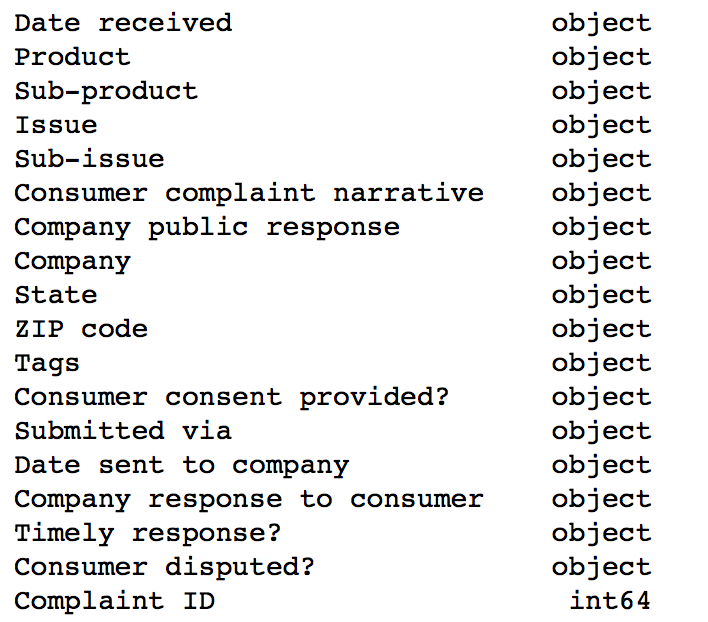 Date received object
Product object
Sub-product object
Issue object
Sub-issue object
Consumer complaint narrative object
Company public response object
Company object
State object
ZIP code object
Tags object
Consumer consent provided? object
Submitted via object
Date sent to company object
Company response to consumer object
Timely response? object
Consumer disputed? object
Complaint ID int64